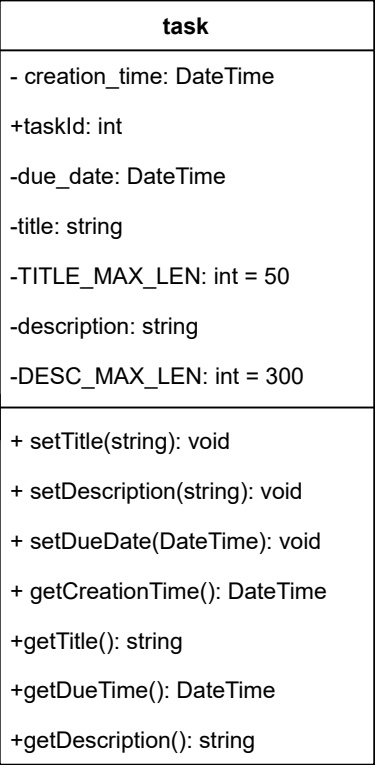 task
- creation_time: DateTime
+taskId: int
-due_date: DateTime
-title: string
-TITLE_MAX_LEN: int = 50
-description: string
-DESC_MAX_LEN: int = 300
+ setTitle(string): void
+ setDescription(string): void
+ setDueDate(DateTime): void
+ getCreationTime(): DateTime
+getTitle(): string
+getDueTime(): DateTime
+getDescription(): string